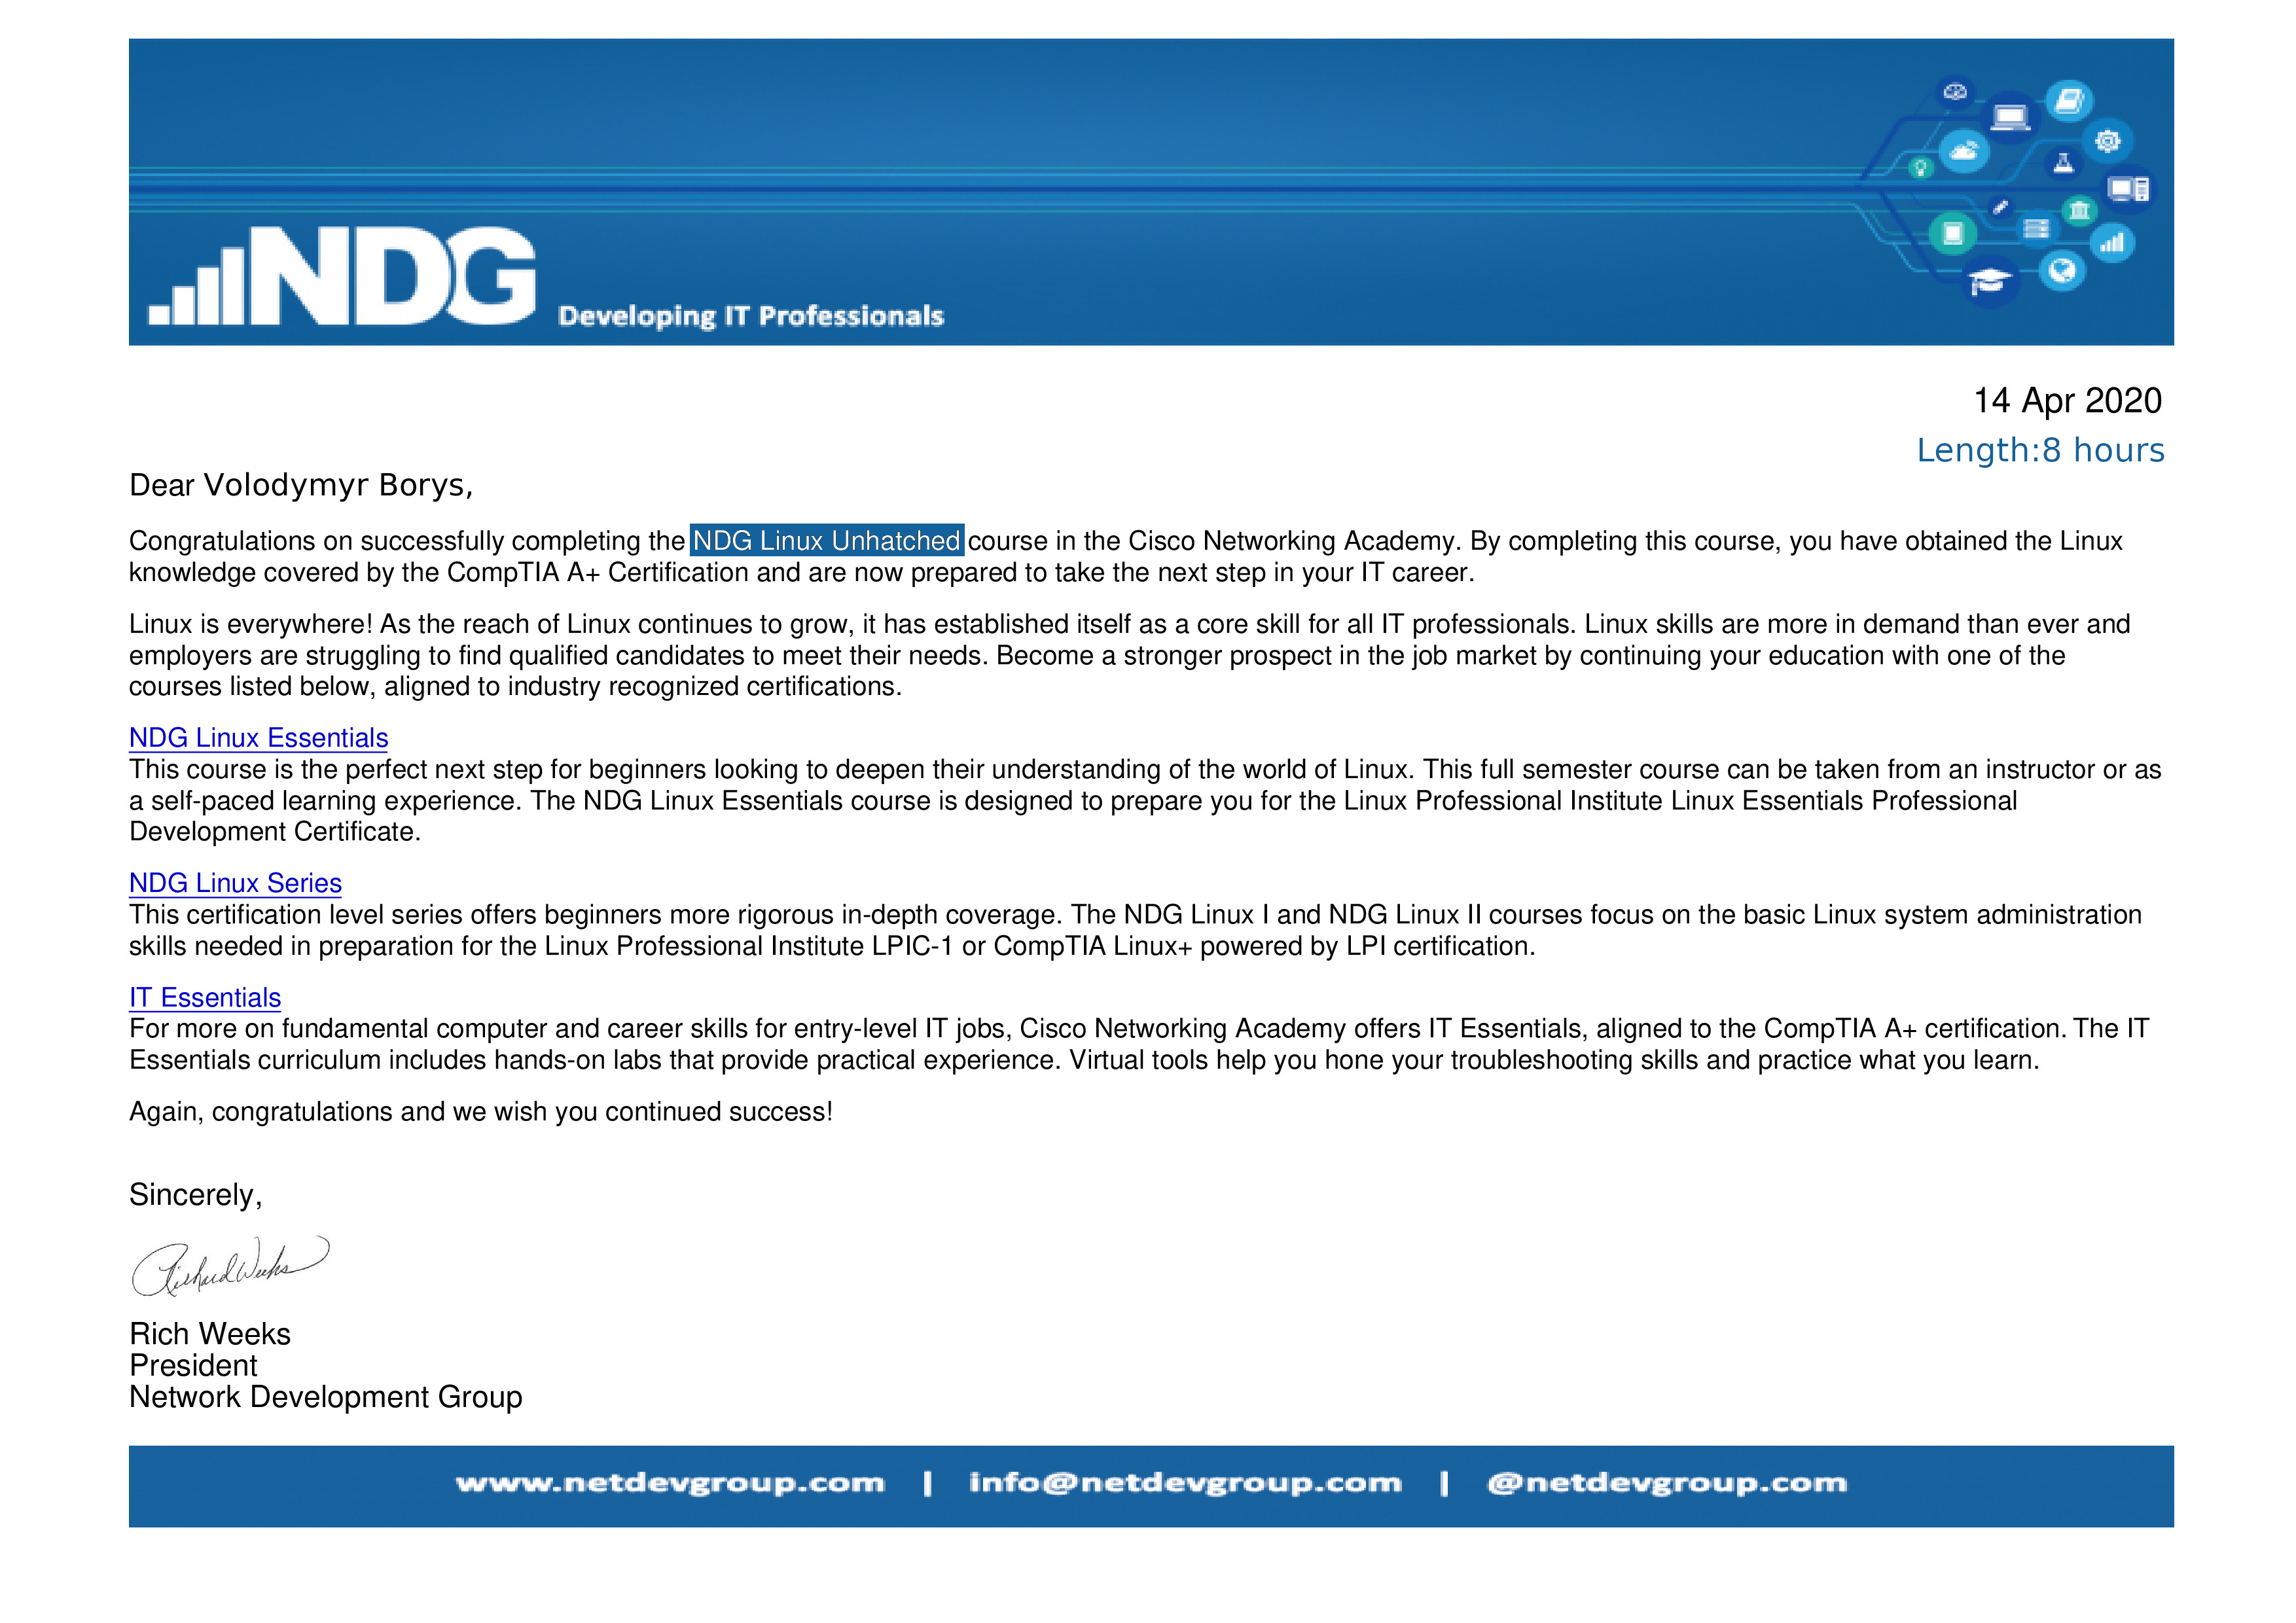 NDG Developing IT Professionals
14 Apr 2020
Length:8 hours
Dear Volodymyr Borys,
Congratulations on successfully completing the NDG Linux Unhatched course in the Cisco Networking Academy. By completing this course, you have obtained the Linux
knowledge covered by the CompTIA A+ Certification and are now prepared to take the next step in your IT career.
Linux is everywhere! As the reach of Linux continues to grow, it has established itself as a core skill for all IT professionals. Linux skills are more in demand than ever and
employers are struggling to find qualified candidates to meet their needs. Become a stronger prospect in the job market by continuing your education with one of the
courses listed below, aligned to industry recognized certifications.
NDG Linux Essentials
This course is the perfect next step for beginners looking to deepen their understanding of the world of Linux. This full semester course can be taken from an instructor or as
a self-paced learning experience. The NDG Linux Essentials course is designed to prepare you for the Linux Professional Institute Linux Essentials Professional
Development Certificate.
NDG Linux Series
This certification level series offers beginners more rigorous in-depth coverage. The NDG Linux I and NDG Linux II courses focus on the basic Linux system administration
skills needed in preparation for the Linux Professional Institute LPIC-1 or CompTIA Linux+ powered by LPI certification.
IT Essentials
For more on fundamental computer and career skills for entry-level IT jobs, Cisco Networking Academy offers IT Essentials, aligned to the CompTIA A+ certification. The IT
Essentials curriculum includes hands-on labs that provide practical experience. Virtual tools help you hone your troubleshooting skills and practice what you learn.
Again, congratulations and we wish you continued success!
Sincerely,
Richard Weeks
Rich Weeks
President
Network Development Group
www.netdevgroup.com | info@netdevgroup.com | @netdevgroup.com